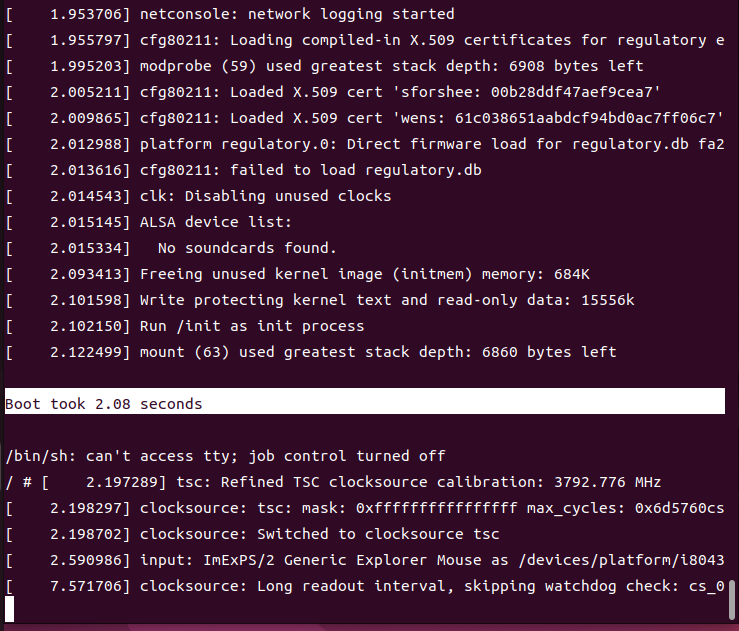 [    1.953706] netconsole: network logging started
[    1.955797] cfg80211: Loading compiled-in X.509 certificates for regulatory e
[    1.995203] modprobe (59) used greatest stack depth: 6908 bytes left
[    2.005211] cfg80211: Loaded X.509 cert 'sforshee: 00b28ddf47aef9cea7'
[    2.009865] cfg80211: Loaded X.509 cert 'wens: 61c038651aabdcf94bd0ac7ff06c7'
[    2.012988] platform regulatory.0: Direct firmware load for regulatory.db fa2
[    2.013616] cfg80211: failed to load regulatory.db
[    2.014543] clk: Disabling unused clocks
[    2.015145] ALSA device list:
[    2.015334]   No soundcards found.
[    2.093413] Freeing unused kernel image (initmem) memory: 684K
[    2.101598] Write protecting kernel text and read-only data: 15556k
[    2.102150] Run /init as init process
[    2.122499] mount (63) used greatest stack depth: 6860 bytes left
Boot took 2.08 seconds
/bin/sh: can't access tty; job control turned off
/ # [    2.197289] tsc: Refined TSC clocksource calibration: 3792.776 MHz
[    2.198297] clocksource: tsc: mask: 0xffffffffffffffff max_cycles: 0x6d5760cs
[    2.198702] clocksource: Switched to clocksource tsc
[    2.590986] input: ImExPS/2 Generic Explorer Mouse as /devices/platform/i8043
[    7.571706] clocksource: Long readout interval, skipping watchdog check: cs_0